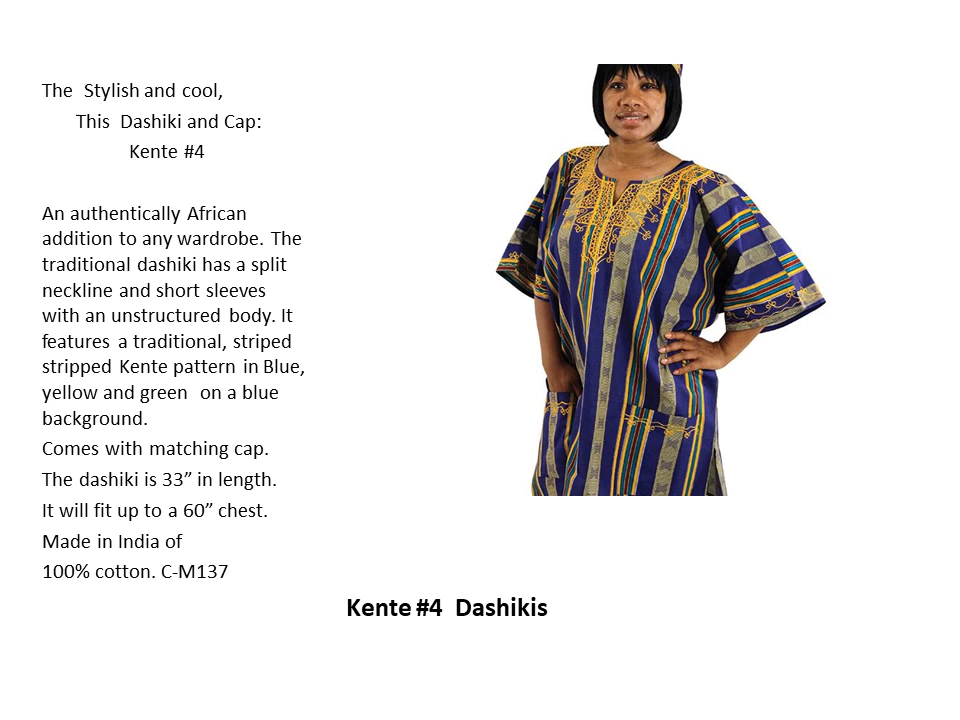 The Stylish and cool,
This Dashiki and Cap:
Kente #4
An authentically African
addition to any wardrobe. The
traditional dashiki has a split
neckline and short sleeves
with an unstructured body. It
features a traditional, striped
stripped Kente pattern in Blue,
yellow and green on a blue
background.
Comes with matching cap.
The dashiki is 33” in length.
It will fit up to a 60” chest.
Made in India of
100% cotton. C-M137
Kente #4 Dashikis